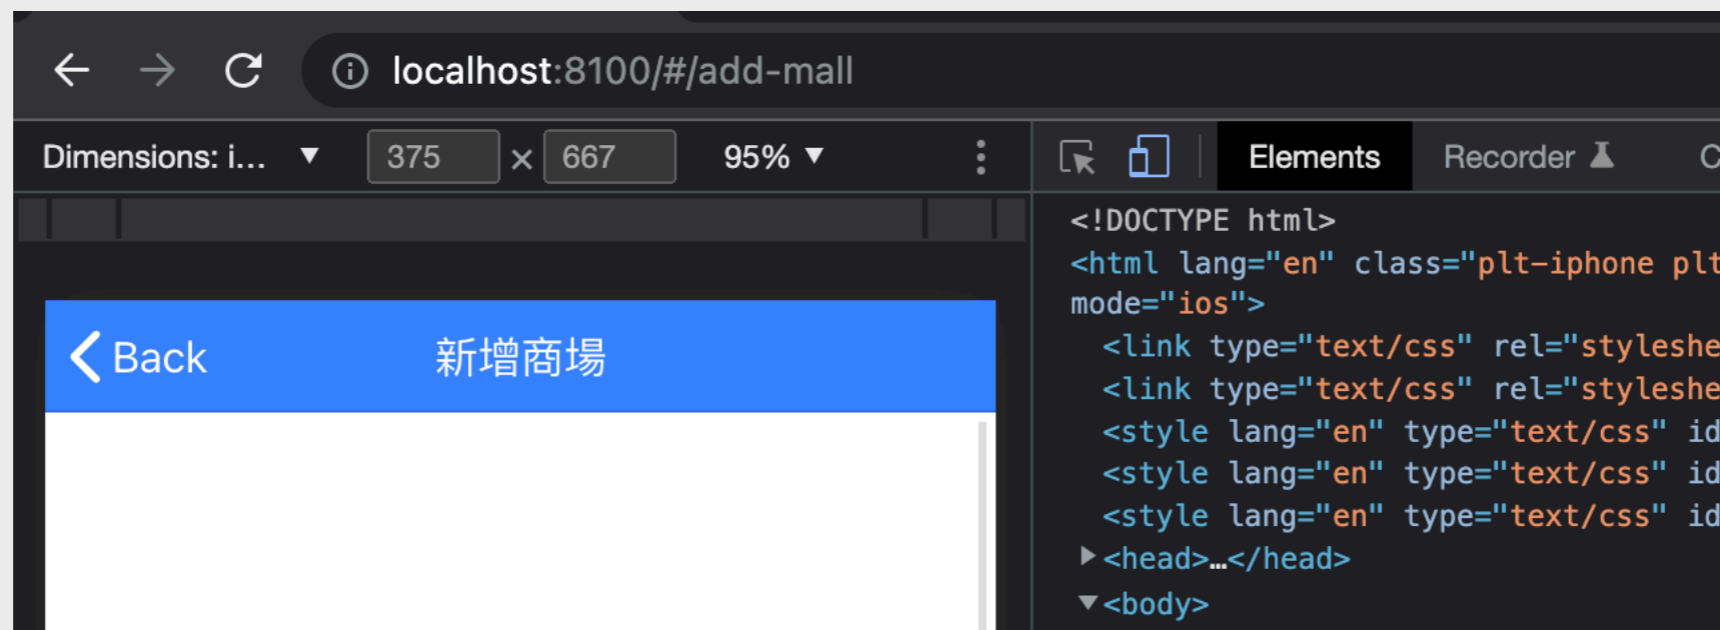 localhost:8100/#/add-mall
Dimensions: i... 375 × 667 95%
Elements Recorder
Back 新增商場
<!DOCTYPE html>
<html lang="en" class="plt-iphone plt
mode="ios">
<link type="text/css" rel="styleshe
<link type="text/css" rel="styleshe
<style lang="en" type="text/css" id
<style lang="en" type="text/css" id
<style lang="en" type="text/css" id
<head>…</head>
<body>